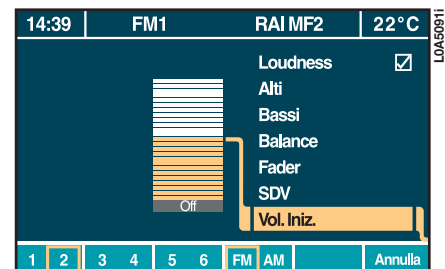 14:39 FM1 RAI MF2 22°C
Loudness
Alti
Bassi
Balance
Fader
SDV
Vol. Iniz.
Off
1 2 3 4 5 6 FM AM Annulla
L0A5091i